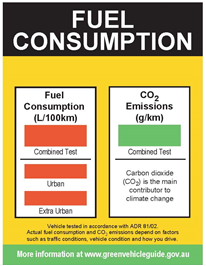 FUEL
CONSUMPTION
Fuel
Consumption
(L/100km)
Combined Test
Urban
Extra Urban
CO2
Emissions
(g/km)
Combined Test
Carbon dioxide
(CO2) is the main
contributor to
climate change
Vehicle tested in accordance with ADR 81/02.
Actual fuel consumption and CO2 emissions depend on factors
such as traffic conditions, vehicle condition and how you drive.
More information at www.greenvehicleguide.gov.au